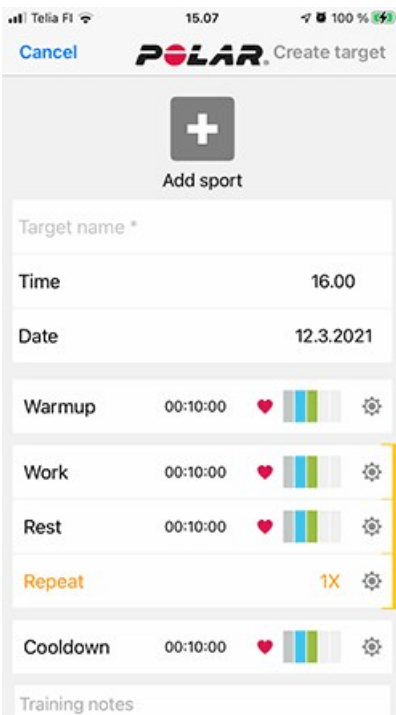 Telia FI 15.07 100 %
Cancel POLAR. Create target
Add sport
Target name *
Time 16.00
Date 12.3.2021
Warmup 00:10:00
Work 00:10:00
Rest 00:10:00
Repeat 1X
Cooldown 00:10:00
Training notes